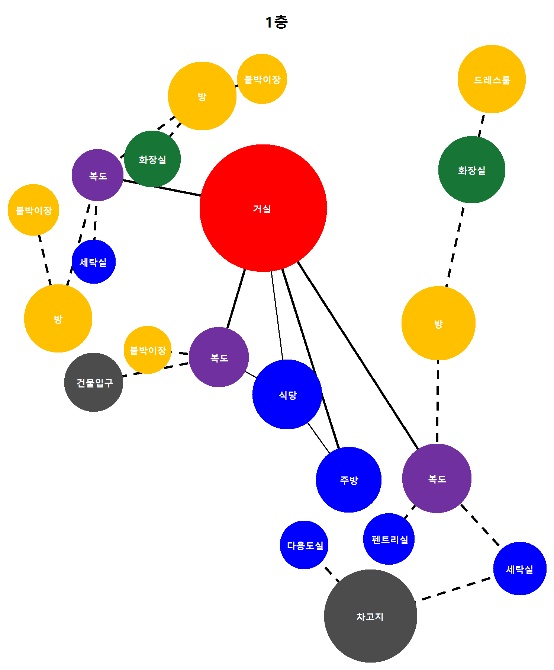 1층
붙박이장
드레스룸
방
화장실
화장실
복도
거실
붙박이장
세탁실
방
방
붙박이장
복도
건물입구
식당
복도
주방
펜트리실
다용도실
세탁실
차고지